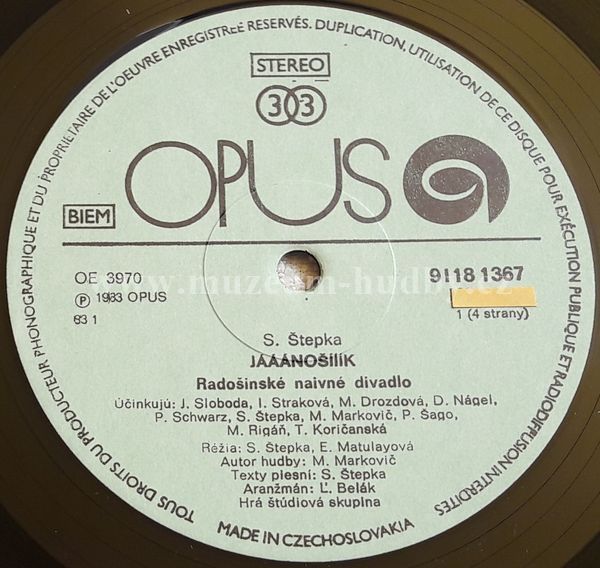 TOUS DROITS DU PRODUCTEUR PHONOGRAPHIQUE ET DU PROPRIETAIRE DE L'OEUVRE ENREGISTREE RESERVÉS. DUPLICATION, UTILISATION DE CE DISQUE POUR EXÉCUTION PUBLIQUE ET RADIODIFFUSION INTERDITES
STEREO
33
OPUS
BIEM
OE 3970
9118 1367
℗ 1983 OPUS
83 1
1 (4 strany)
www.muzeum-hudby.cz
S. Štepka
JÁÁÁNOŠÍLÍK
Radošinské naivné divadlo
Účinkujú: J. Sloboda, I. Straková, M. Drozdová, D. Nágel,
P. Schwarz, S. Štepka, M. Markovič, P. Šago,
M. Rigáň, T. Koričanská
Réžia: S. Štepka, E. Matulayová
Autor hudby: M. Markovič
Texty piesní: S. Štepka
Aranžmán: Ľ. Belák
Hrá štúdiová skupina
MADE IN CZECHOSLOVAKIA